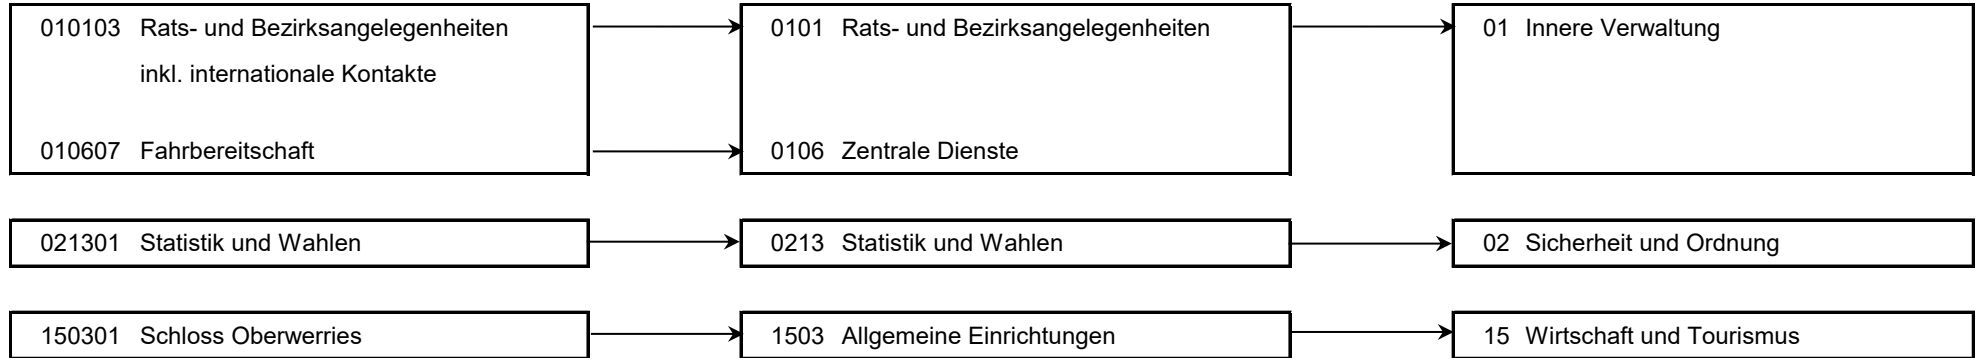 010103 Rats- und Bezirksangelegenheiten
inkl. internationale Kontakte
010607 Fahrbereitschaft
0101 Rats- und Bezirksangelegenheiten
0106 Zentrale Dienste
01 Innere Verwaltung
021301 Statistik und Wahlen
0213 Statistik und Wahlen
02 Sicherheit und Ordnung
150301 Schloss Oberwerries
1503 Allgemeine Einrichtungen
15 Wirtschaft und Tourismus